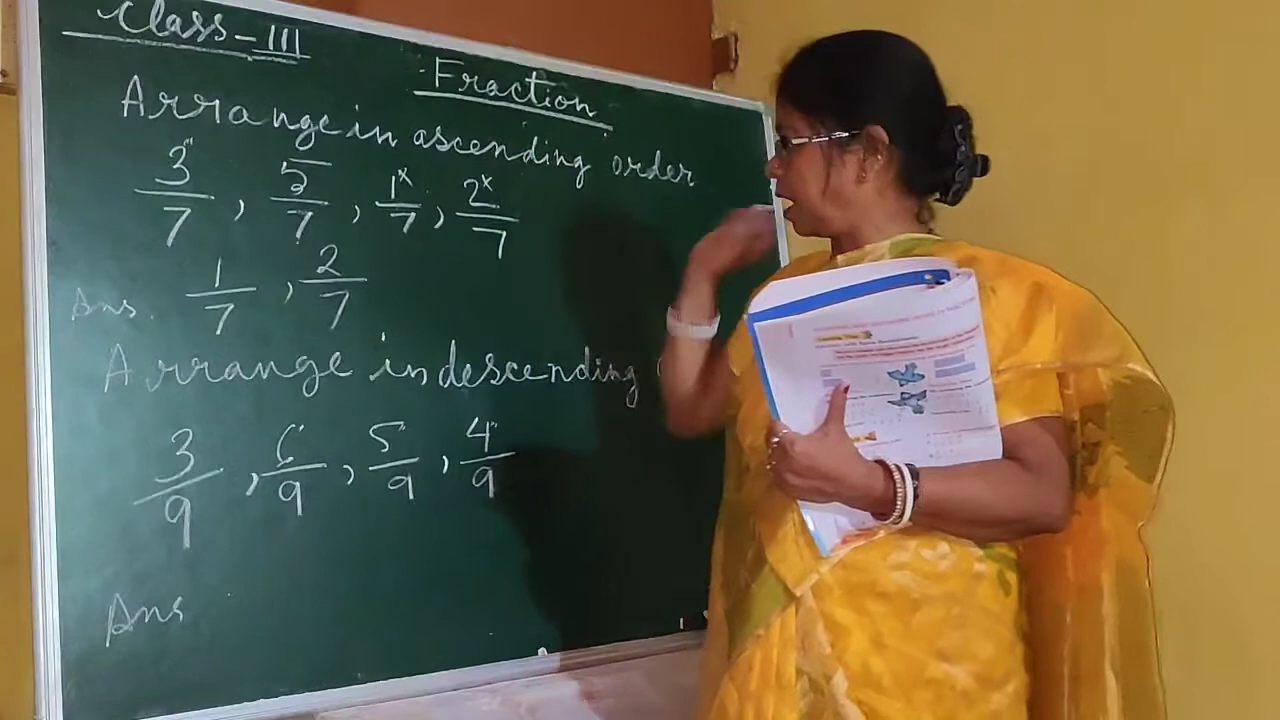 Class-III
Fraction
Arrange in ascending order
3/7, 5/7, 1/7, 2/7
Ans. 1/7, 2/7
Arrange in descending
3/9, 6/9, 5/9, 4/9
Ans